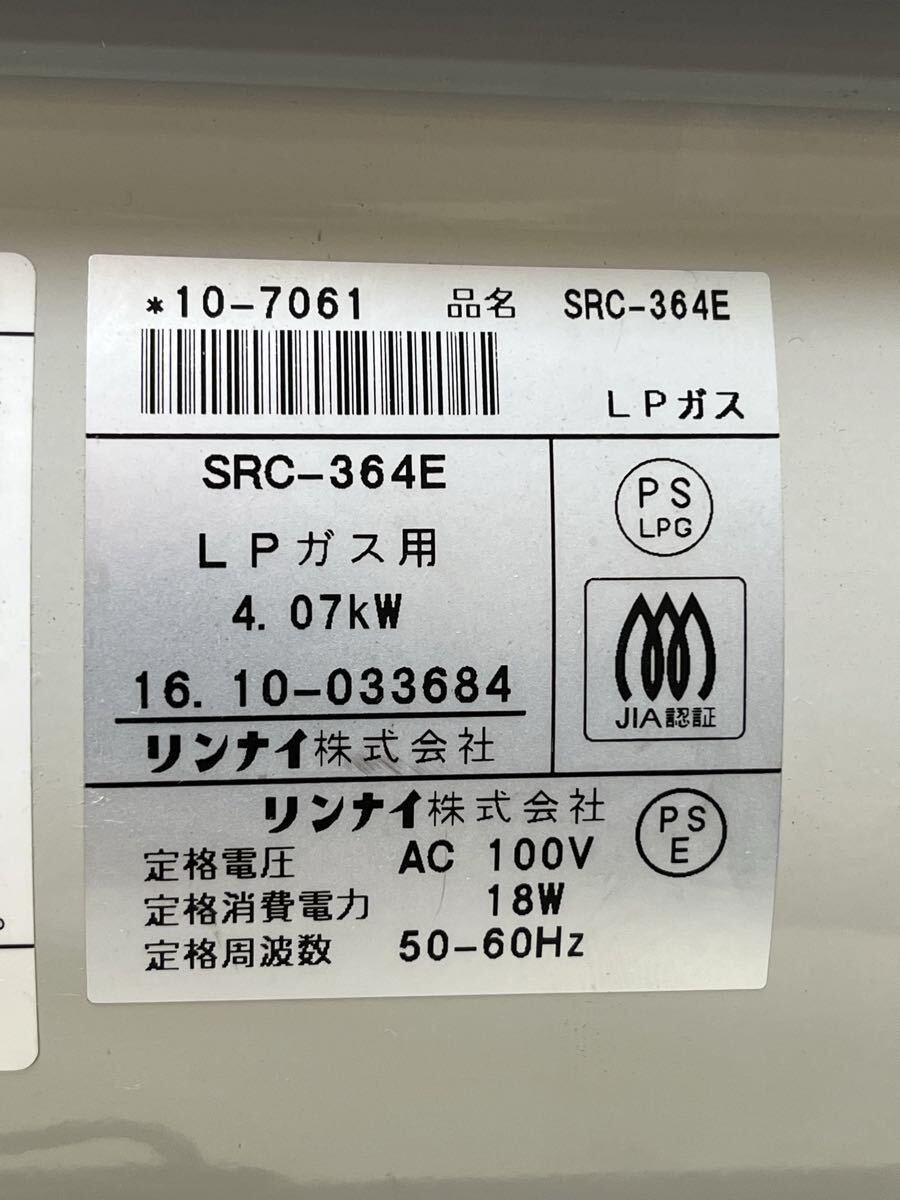 *10-7061 品名 SRC-364E
LPガス
SRC-364E
LPガス用
4.07kW
16.10-033684
リンナイ株式会社
PS
LPG
JIA認証
リンナイ株式会社
PS
E
定格電圧 AC 100V
定格消費電力 18W
定格周波数 50-60Hz
。